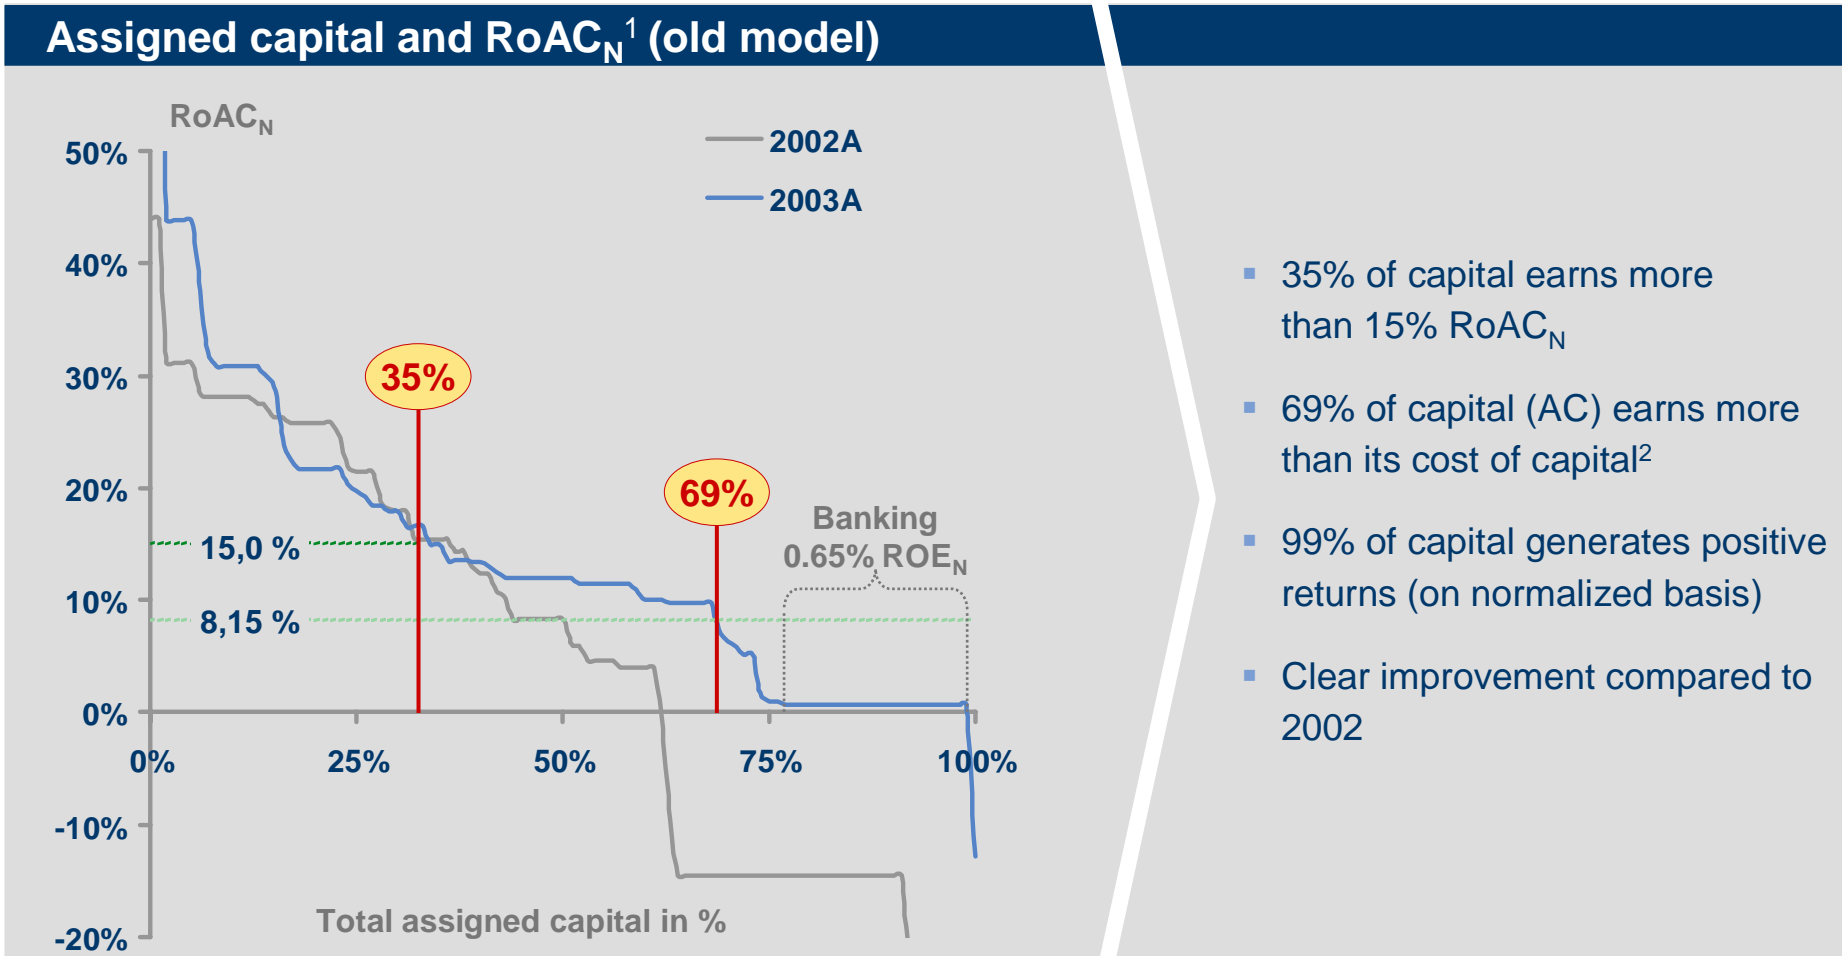 Assigned capital and RoACN1 (old model)
RoACN
2002A
2003A
50%
40%
30%
20%
10%
0%
-10%
-20%
35%
69%
15,0 %
8,15 %
Banking
0.65% ROEN
0%
25%
50%
75%
100%
Total assigned capital in %
35% of capital earns more
than 15% RoACN
69% of capital (AC) earns more
than its cost of capital2
99% of capital generates positive
returns (on normalized basis)
Clear improvement compared to
2002